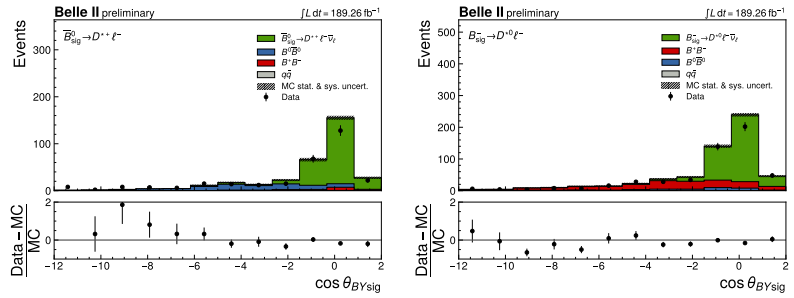 Belle II preliminary
∫L dt = 189.26 fb⁻¹
B̅⁰sig → D*⁺ ℓ⁻
B̅⁰sig → D*⁺ ℓ⁻ ν̅ℓ
B⁰B̅⁰
B⁺B⁻
qq̅
MC stat. & sys. uncert.
Data
Events
300
200
100
0
Data − MC
MC
2
0
−12 −10 −8 −6 −4 −2 0 2
cos θBYsig
Belle II preliminary
∫L dt = 189.26 fb⁻¹
B⁻sig → D*⁰ ℓ⁻
B⁻sig → D*⁰ ℓ⁻ ν̅ℓ
B⁺B⁻
B⁰B̅⁰
qq̅
MC stat. & sys. uncert.
Data
Events
500
400
300
200
100
0
Data − MC
MC
2
0
−12 −10 −8 −6 −4 −2 0 2
cos θBYsig